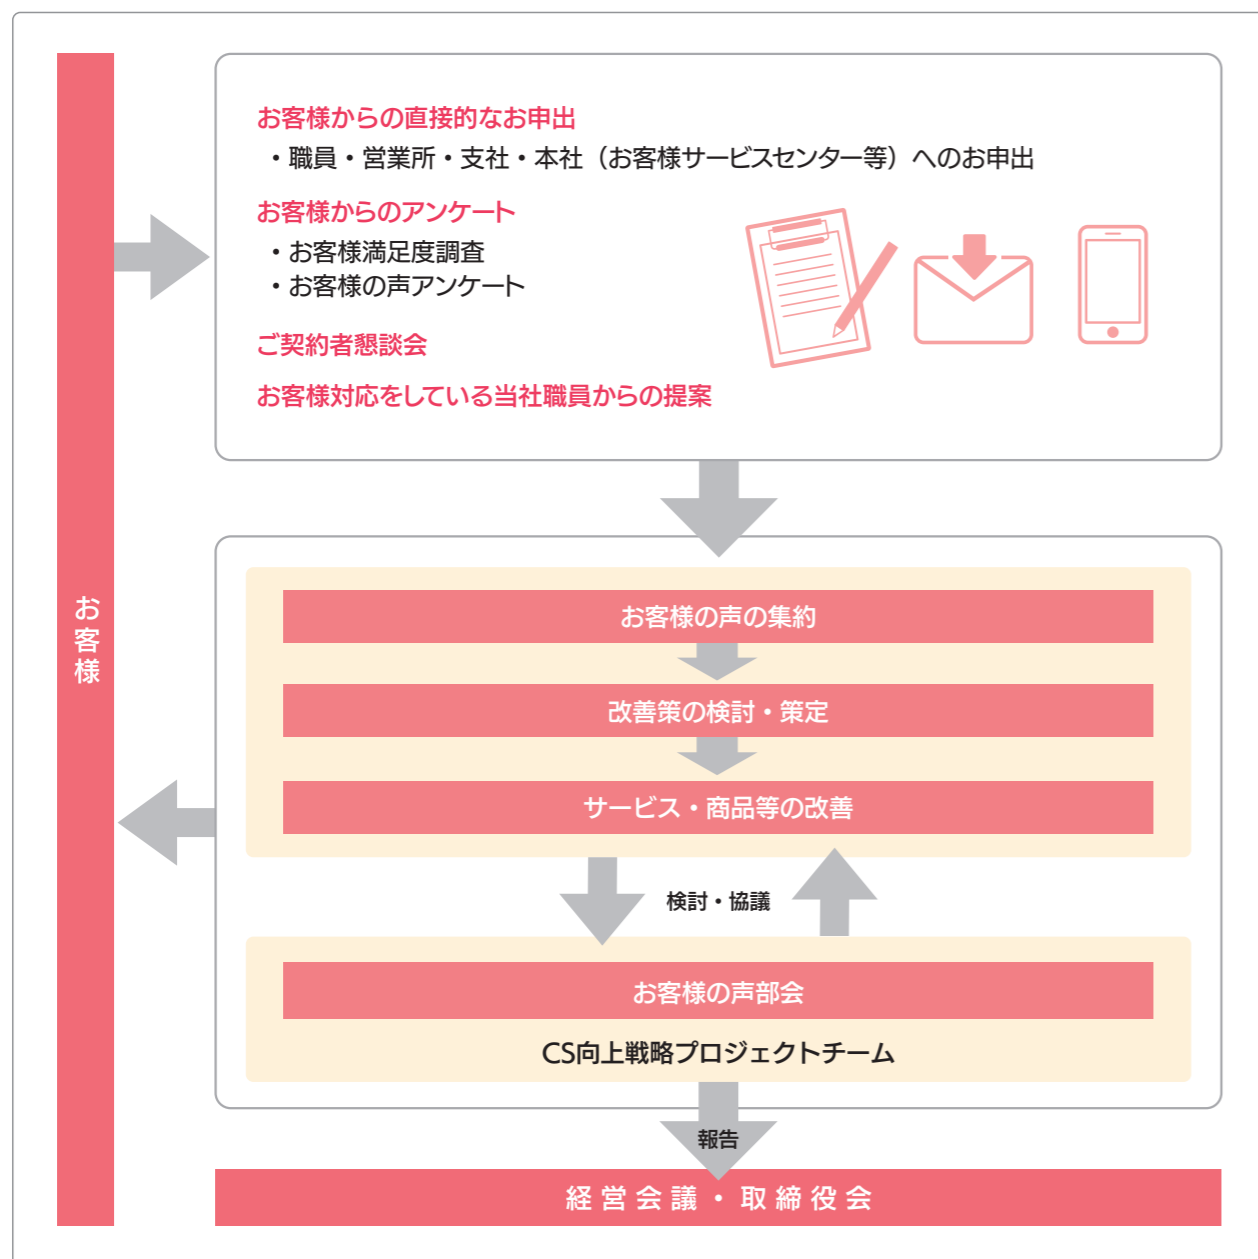 お客様
お客様からの直接的なお申出
・職員・営業所・支社・本社（お客様サービスセンター等）へのお申出
お客様からのアンケート
・お客様満足度調査
・お客様の声アンケート
ご契約者懇談会
お客様対応をしている当社職員からの提案
お客様の声の集約
改善策の検討・策定
サービス・商品等の改善
検討・協議
お客様の声部会
CS向上戦略プロジェクトチーム
報告
経営会議・取締役会